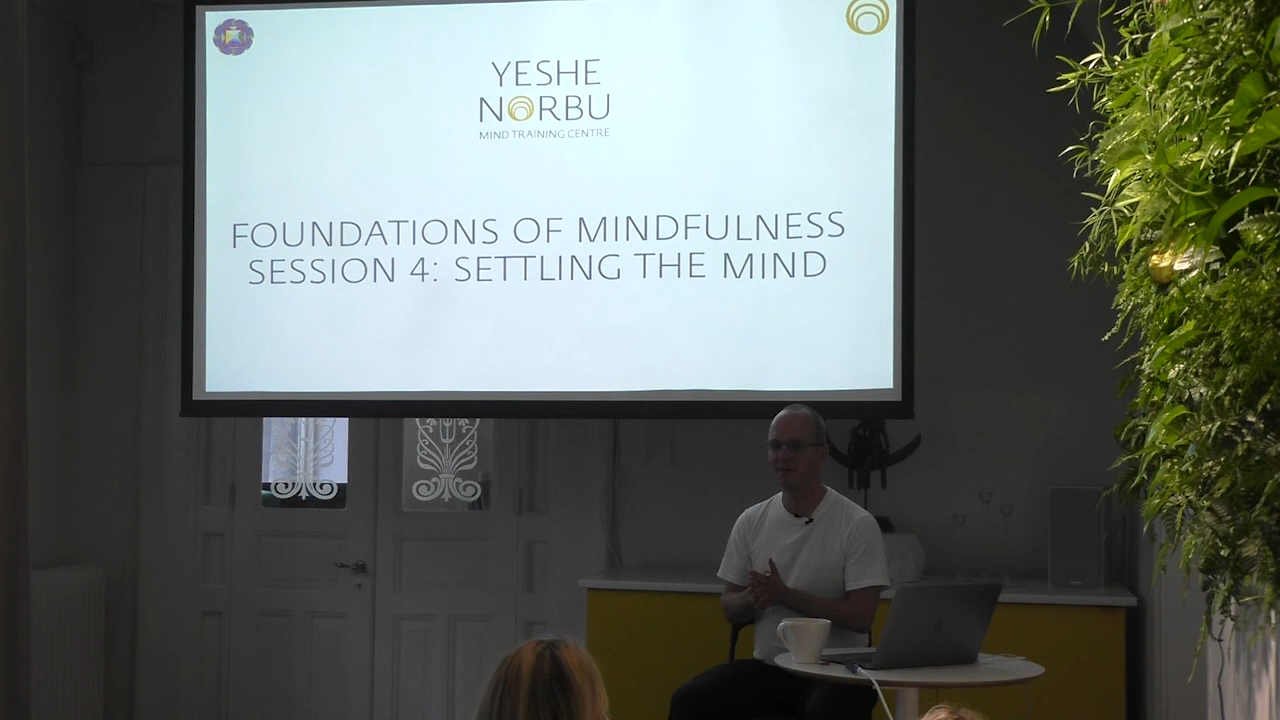 YESHE
NORBU
MIND TRAINING CENTRE
FOUNDATIONS OF MINDFULNESS
SESSION 4: SETTLING THE MIND